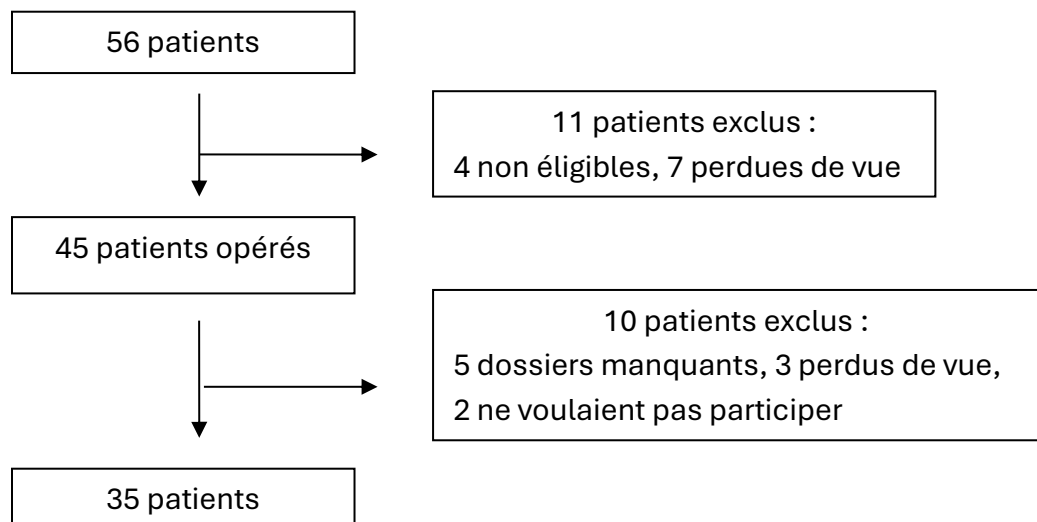 56 patients
11 patients exclus :
4 non éligibles, 7 perdues de vue
45 patients opérés
10 patients exclus :
5 dossiers manquants, 3 perdus de vue,
2 ne voulaient pas participer
35 patients